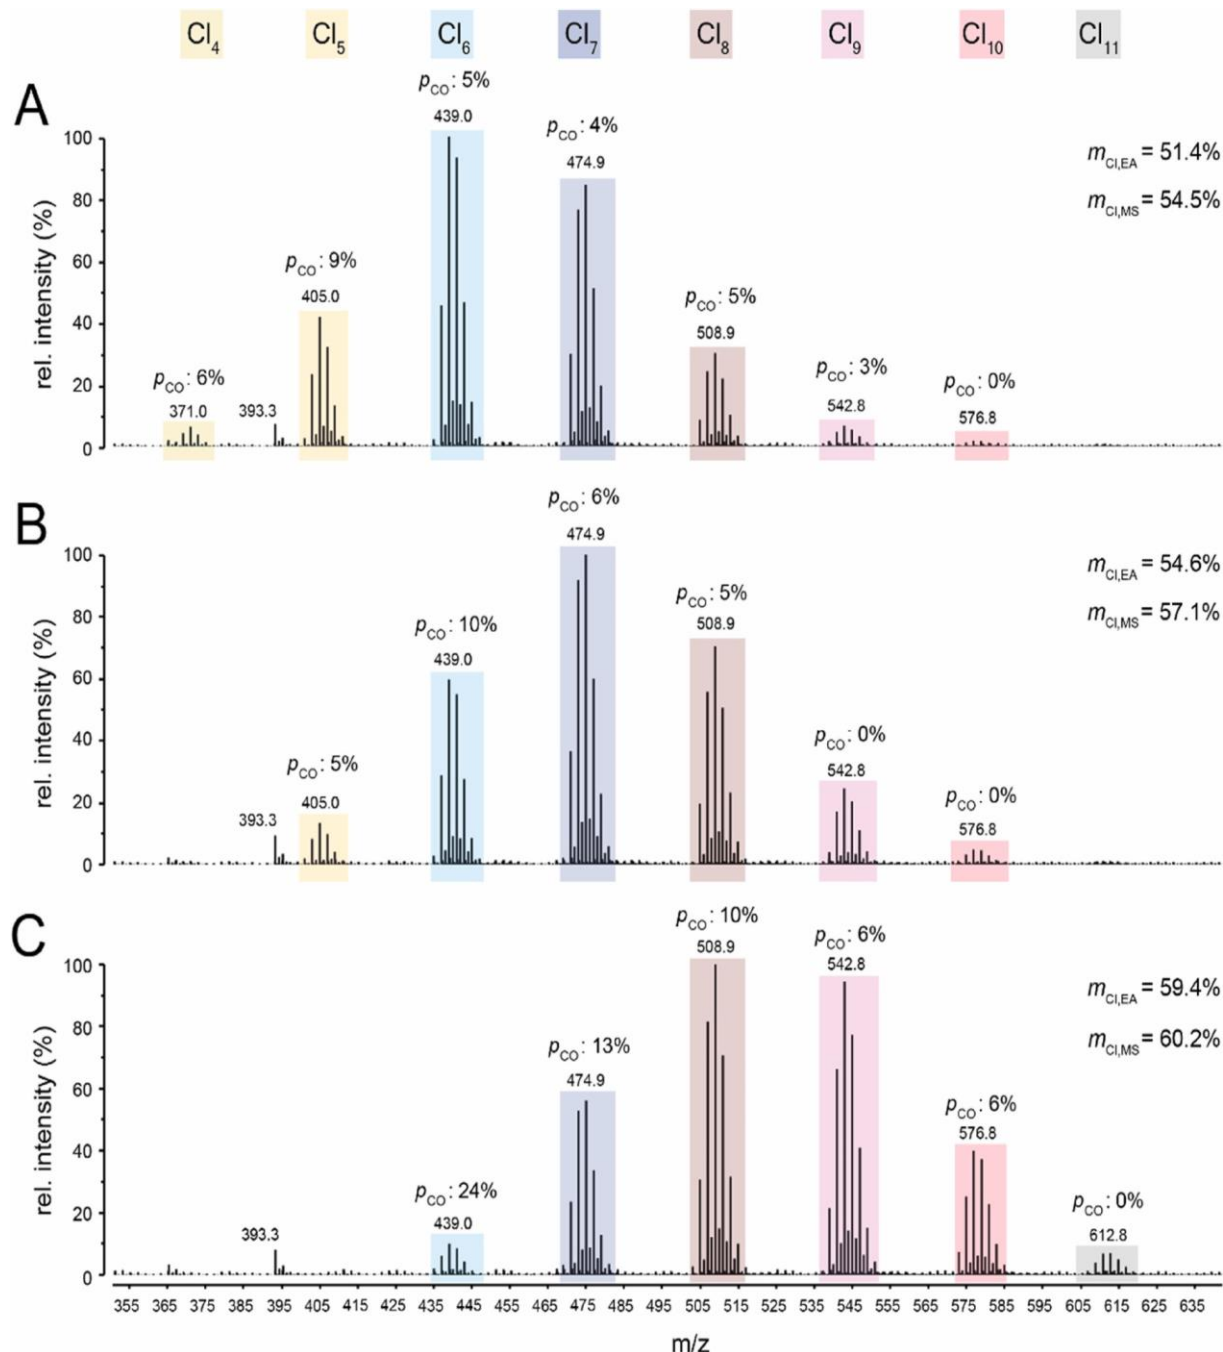 Cl4 Cl5 Cl6 Cl7 Cl8 Cl9 Cl10 Cl11
A
rel. intensity (%)
100
80
60
40
20
0
pCO: 6%
371.0
393.3
pCO: 9%
405.0
pCO: 5%
439.0
pCO: 4%
474.9
pCO: 5%
508.9
pCO: 3%
542.8
pCO: 0%
576.8
mCl,EA = 51.4%
mCl,MS = 54.5%
B
rel. intensity (%)
100
80
60
40
20
0
393.3
pCO: 5%
405.0
pCO: 10%
439.0
pCO: 6%
474.9
pCO: 5%
508.9
pCO: 0%
542.8
pCO: 0%
576.8
mCl,EA = 54.6%
mCl,MS = 57.1%
C
rel. intensity (%)
100
80
60
40
20
0
393.3
pCO: 24%
439.0
pCO: 13%
474.9
pCO: 10%
508.9
pCO: 6%
542.8
pCO: 6%
576.8
pCO: 0%
612.8
mCl,EA = 59.4%
mCl,MS = 60.2%
355 365 375 385 395 405 415 425 435 445 455 465 475 485 495 505 515 525 535 545 555 565 575 585 595 605 615 625 635
m/z